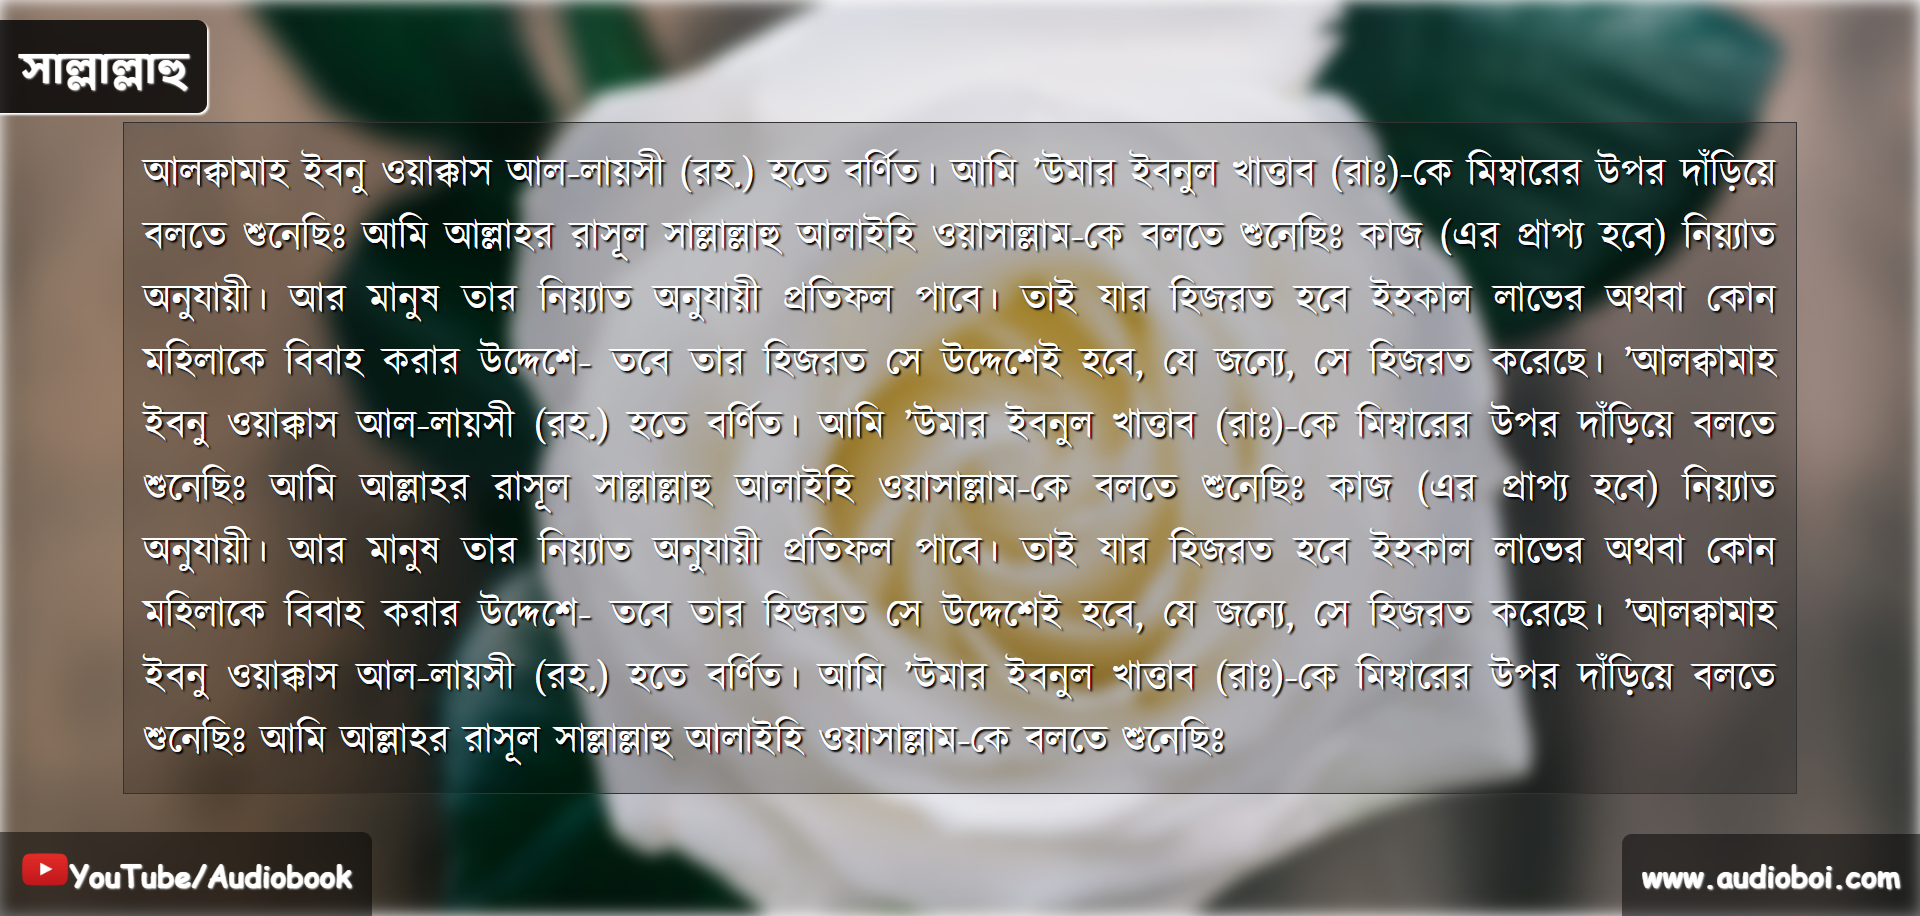 সাল্লাল্লাহু
আলক্বামাহ ইবনু ওয়াক্কাস আল-লায়সী (রহ.) হতে বর্ণিত। আমি ’উমার ইবনুল খাত্তাব (রাঃ)-কে মিম্বারের উপর দাঁড়িয়ে
বলতে শুনেছিঃ আমি আল্লাহর রাসূল সাল্লাল্লাহু আলাইহি ওয়াসাল্লাম-কে বলতে শুনেছিঃ কাজ (এর প্রাপ্য হবে) নিয়্যাত
অনুযায়ী। আর মানুষ তার নিয়্যাত অনুযায়ী প্রতিফল পাবে। তাই যার হিজরত হবে ইহকাল লাভের অথবা কোন
মহিলাকে বিবাহ করার উদ্দেশে- তবে তার হিজরত সে উদ্দেশেই হবে, যে জন্যে, সে হিজরত করেছে। ’আলক্বামাহ
ইবনু ওয়াক্কাস আল-লায়সী (রহ.) হতে বর্ণিত। আমি ’উমার ইবনুল খাত্তাব (রাঃ)-কে মিম্বারের উপর দাঁড়িয়ে বলতে
শুনেছিঃ আমি আল্লাহর রাসূল সাল্লাল্লাহু আলাইহি ওয়াসাল্লাম-কে বলতে শুনেছিঃ কাজ (এর প্রাপ্য হবে) নিয়্যাত
অনুযায়ী। আর মানুষ তার নিয়্যাত অনুযায়ী প্রতিফল পাবে। তাই যার হিজরত হবে ইহকাল লাভের অথবা কোন
মহিলাকে বিবাহ করার উদ্দেশে- তবে তার হিজরত সে উদ্দেশেই হবে, যে জন্যে, সে হিজরত করেছে। ’আলক্বামাহ
ইবনু ওয়াক্কাস আল-লায়সী (রহ.) হতে বর্ণিত। আমি ’উমার ইবনুল খাত্তাব (রাঃ)-কে মিম্বারের উপর দাঁড়িয়ে বলতে
শুনেছিঃ আমি আল্লাহর রাসূল সাল্লাল্লাহু আলাইহি ওয়াসাল্লাম-কে বলতে শুনেছিঃ
YouTube/Audiobook
www.audioboi.com